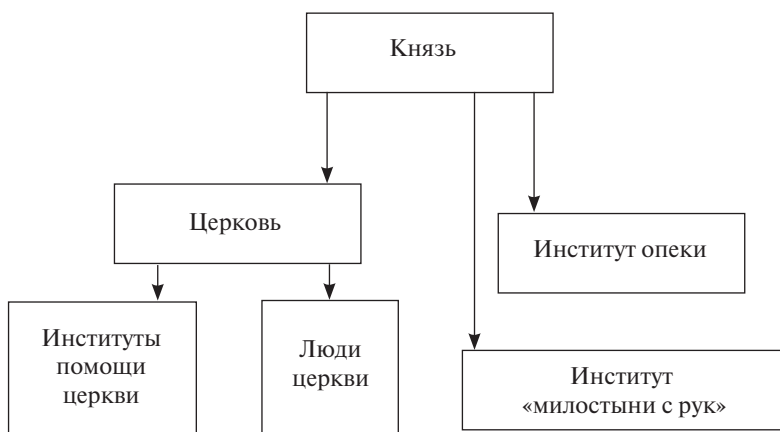 Князь
Церковь
Институт опеки
Институты
помощи
церкви
Люди
церкви
Институт
«милостыни с рук»